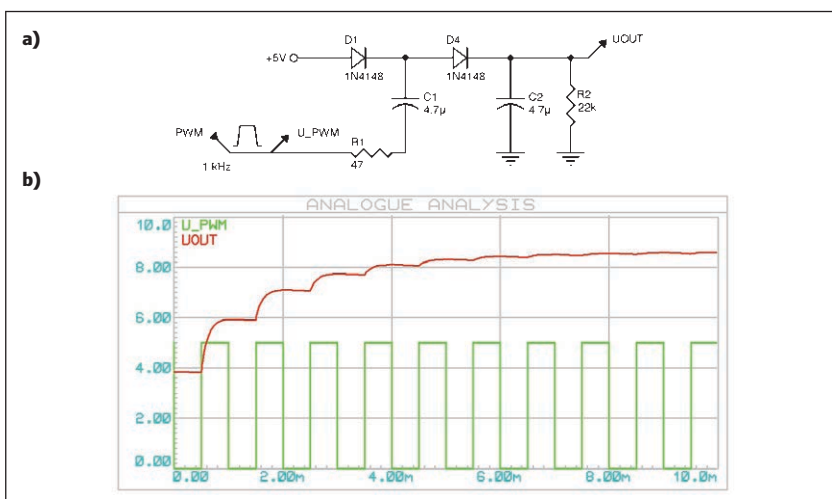 a)
D1
D4
UOUT
+5V
1N4148
1N4148
C1
4.7µ
C2
4.7µ
R2
22k
PWM
U_PWM
R1
47
1 kHz
b)
ANALOGUE ANALYSIS
10.0
U_PWM
UOUT
8.00
6.00
4.00
2.00
0.00
0.00 2.00m 4.00m 6.00m 8.00m 10.0m